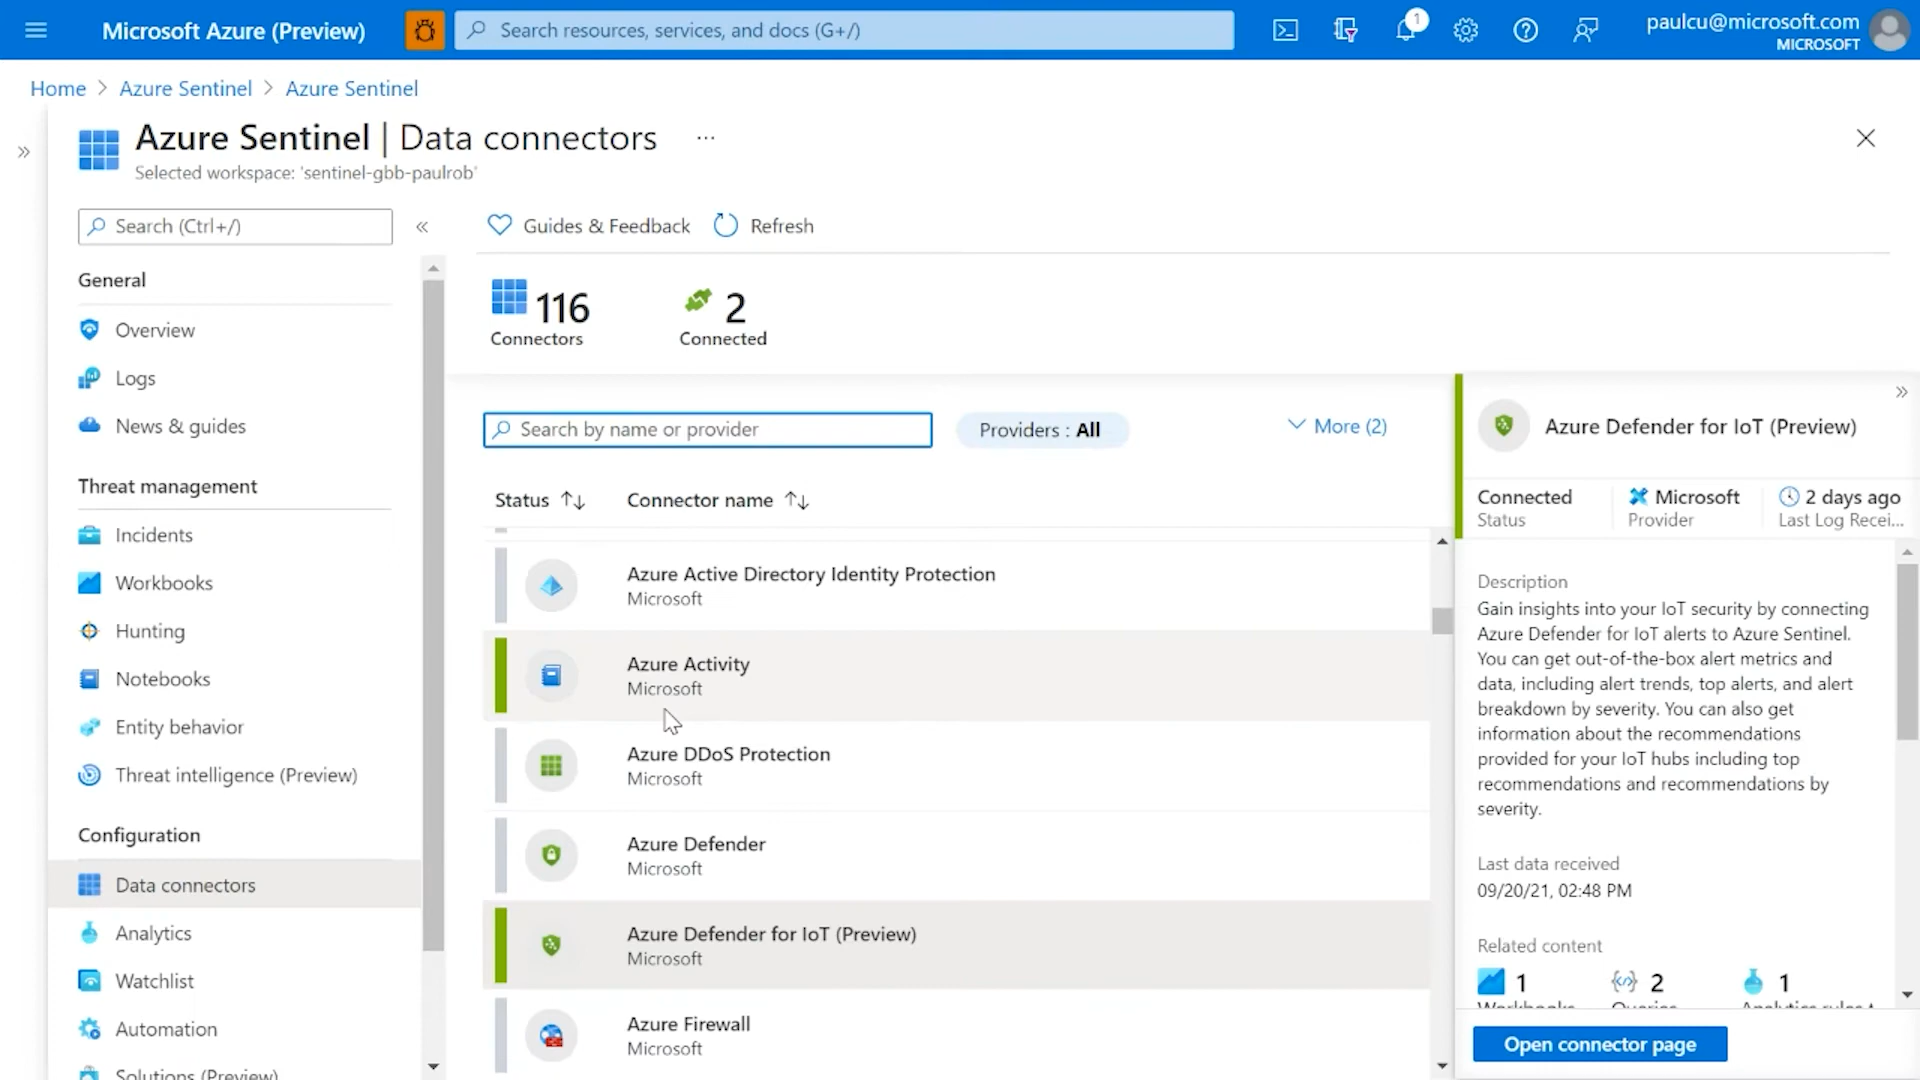 Microsoft Azure (Preview)
Search resources, services, and docs (G+/)
1
paulcu@microsoft.com
MICROSOFT
Home > Azure Sentinel > Azure Sentinel
Azure Sentinel | Data connectors ...
Selected workspace: 'sentinel-gbb-paulrob'
Search (Ctrl+/)
General
Overview
Logs
News & guides
Threat management
Incidents
Workbooks
Hunting
Notebooks
Entity behavior
Threat intelligence (Preview)
Configuration
Data connectors
Analytics
Watchlist
Automation
Solutions (Preview)
Guides & Feedback
Refresh
116
Connectors
2
Connected
Search by name or provider
Providers : All
More (2)
Status
Connector name
Azure Active Directory Identity Protection
Microsoft
Azure Activity
Microsoft
Azure DDoS Protection
Microsoft
Azure Defender
Microsoft
Azure Defender for IoT (Preview)
Microsoft
Azure Firewall
Microsoft
Azure Defender for IoT (Preview)
Connected
Status
Microsoft
Provider
2 days ago
Last Log Recei...
Description
Gain insights into your IoT security by connecting
Azure Defender for IoT alerts to Azure Sentinel.
You can get out-of-the-box alert metrics and
data, including alert trends, top alerts, and alert
breakdown by severity. You can also get
information about the recommendations
provided for your IoT hubs including top
recommendations and recommendations by
severity.
Last data received
09/20/21, 02:48 PM
Related content
1
Workbooks
2
Queries
1
Analytics rules t
Open connector page